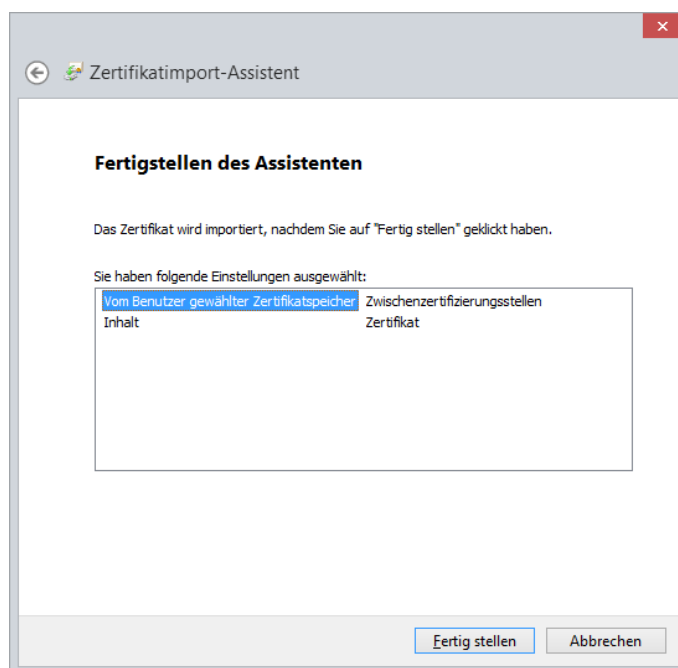 Zertifikatimport-Assistent
Fertigstellen des Assistenten
Das Zertifikat wird importiert, nachdem Sie auf "Fertig stellen" geklickt haben.
Sie haben folgende Einstellungen ausgewählt:
Vom Benutzer gewählter Zertifikatspeicher Zwischenzertifizierungsstellen
Inhalt Zertifikat
Fertig stellen Abbrechen